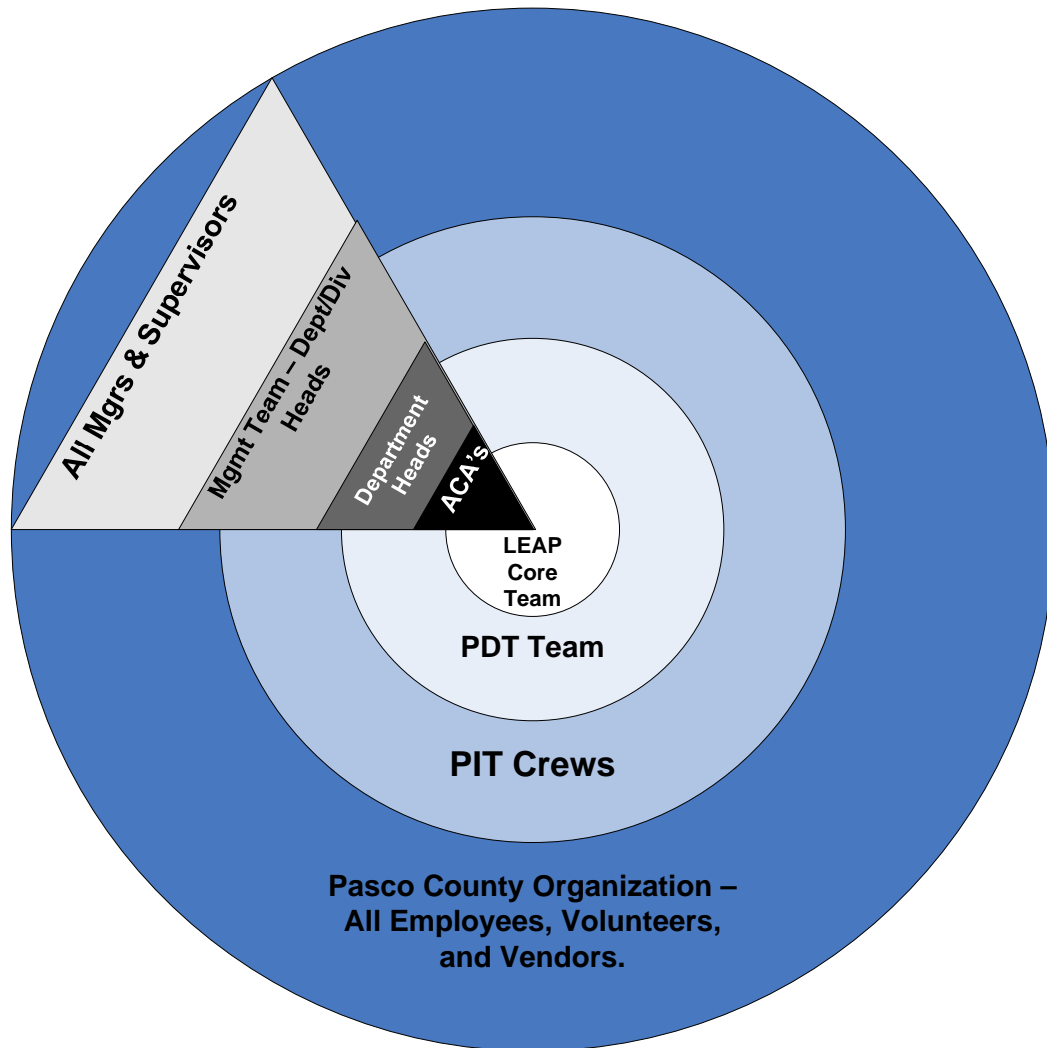 All Mgrs & Supervisors
Mgmt Team – Dept/Div
Heads
Department
Heads
ACA's
LEAP
Core
Team
PDT Team
PIT Crews
Pasco County Organization –
All Employees, Volunteers,
and Vendors.